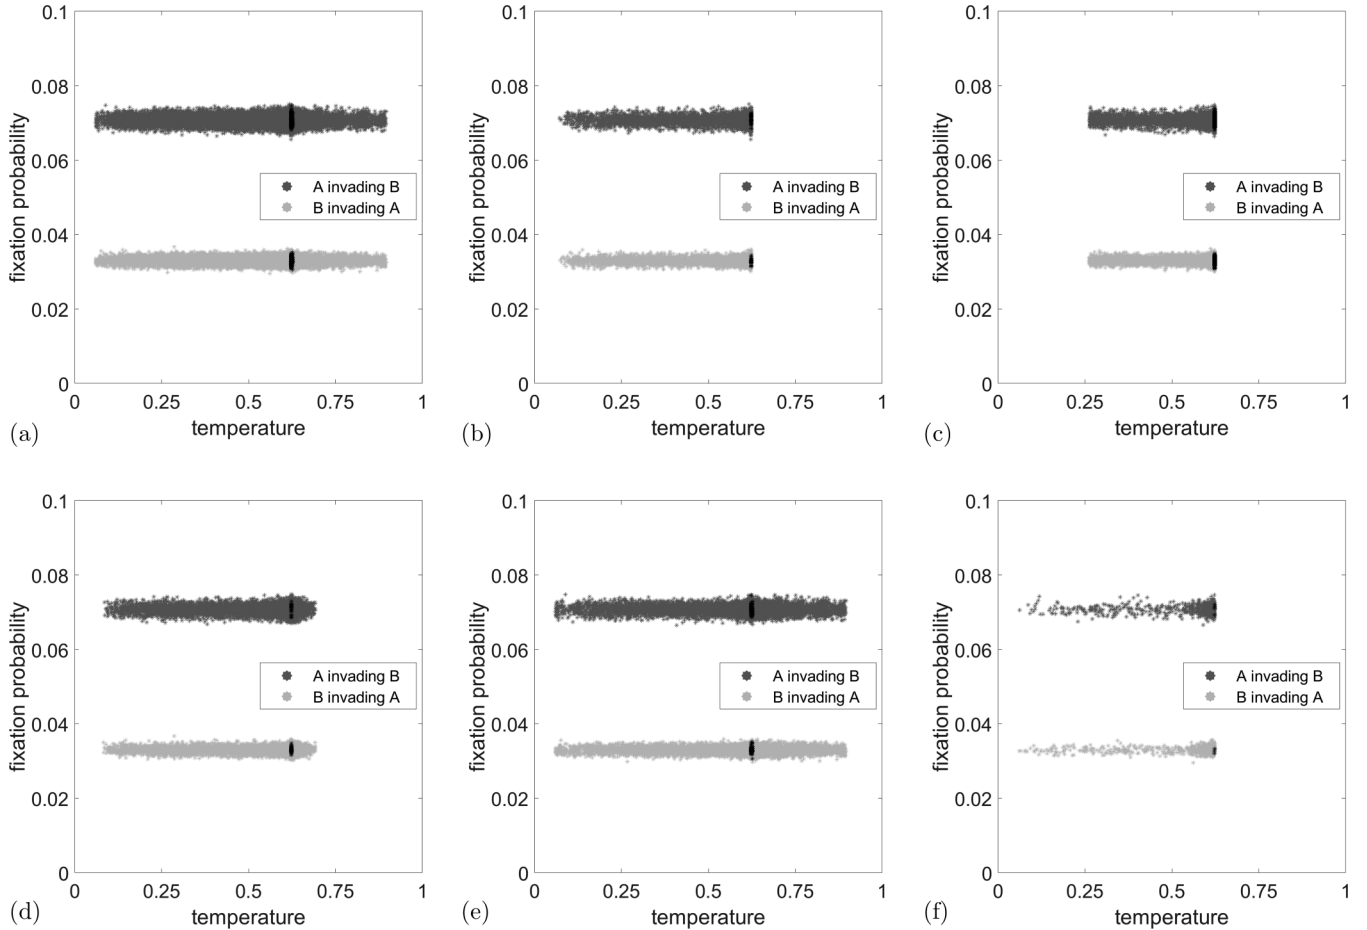 0.1
0.08
0.06
0.04
0.02
0
fixation probability
A invading B
B invading A
0 0.25 0.5 0.75 1
temperature
(a)
0.1
0.08
0.06
0.04
0.02
0
fixation probability
A invading B
B invading A
0 0.25 0.5 0.75 1
temperature
(b)
0.1
0.08
0.06
0.04
0.02
0
fixation probability
A invading B
B invading A
0 0.25 0.5 0.75 1
temperature
(c)
0.1
0.08
0.06
0.04
0.02
0
fixation probability
A invading B
B invading A
0 0.25 0.5 0.75 1
temperature
(d)
0.1
0.08
0.06
0.04
0.02
0
fixation probability
A invading B
B invading A
0 0.25 0.5 0.75 1
temperature
(e)
0.1
0.08
0.06
0.04
0.02
0
fixation probability
A invading B
B invading A
0 0.25 0.5 0.75 1
temperature
(f)